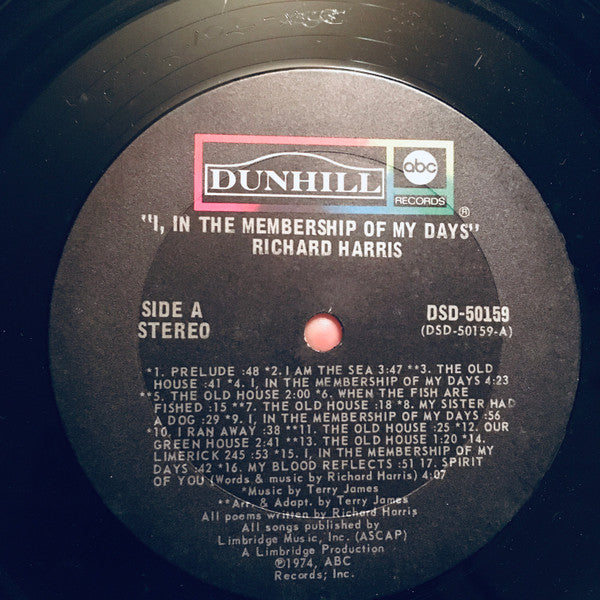 DUNHILL
abc
RECORDS
®
"I, IN THE MEMBERSHIP OF MY DAYS"
RICHARD HARRIS
SIDE A
STEREO
DSD-50159
(DSD-50159-A)
*1. PRELUDE :48 *2. I AM THE SEA 3:47 **3. THE OLD
HOUSE :41 *4. I, IN THE MEMBERSHIP OF MY DAYS 4:23
**5. THE OLD HOUSE 2:00 *6. WHEN THE FISH ARE
FISHED :15 **7. THE OLD HOUSE :18 *8. MY SISTER HAD
A DOG :29 *9. I, IN THE MEMBERSHIP OF MY DAYS :56
*10. I RAN AWAY :38 **11. THE OLD HOUSE :25 *12. OUR
GREEN HOUSE 2:41 **13. THE OLD HOUSE 1:20 *14.
LIMERICK 245 :53 *15. I, IN THE MEMBERSHIP OF MY
DAYS :42 *16. MY BLOOD REFLECTS :51 17. SPIRIT
OF YOU (Words & music by Richard Harris) 4:07
*Music by Terry James
**Arr. & Adapt. by Terry James
All poems written by Richard Harris
All songs published by
Limbridge Music, Inc. (ASCAP)
A Limbridge Production
℗1974, ABC
Records, Inc.